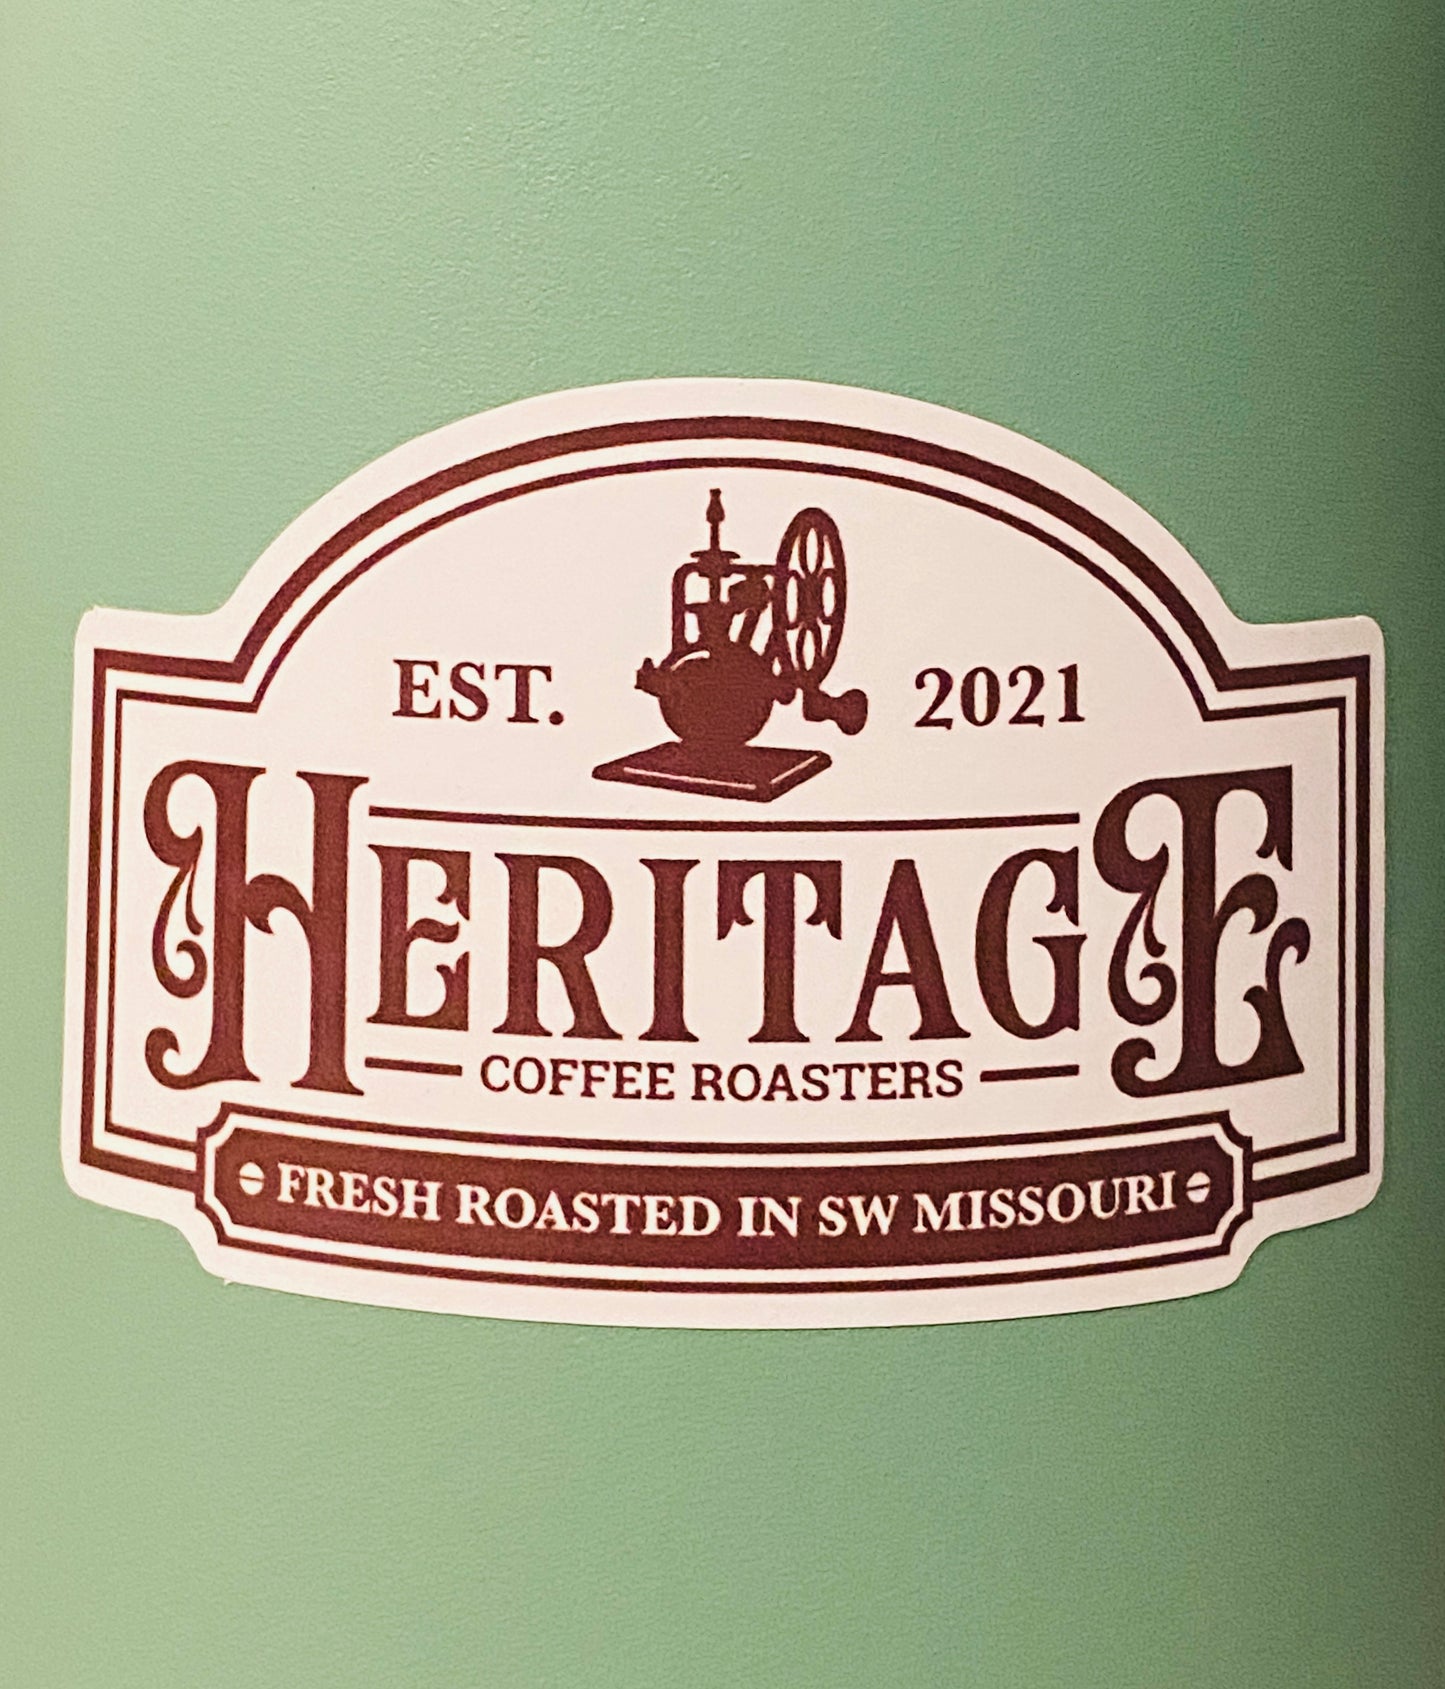 EST. 2021
HERITAGE
COFFEE ROASTERS
FRESH ROASTED IN SW MISSOURI